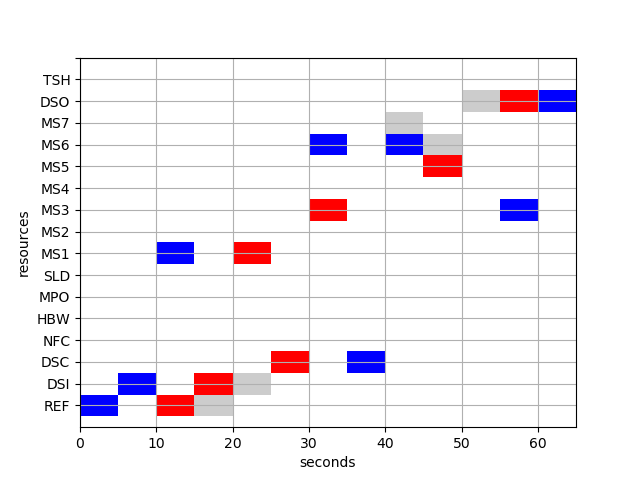 TSH
DSO
MS7
MS6
MS5
MS4
MS3
MS2
MS1
SLD
MPO
HBW
NFC
DSC
DSI
REF
resources
0 10 20 30 40 50 60
seconds